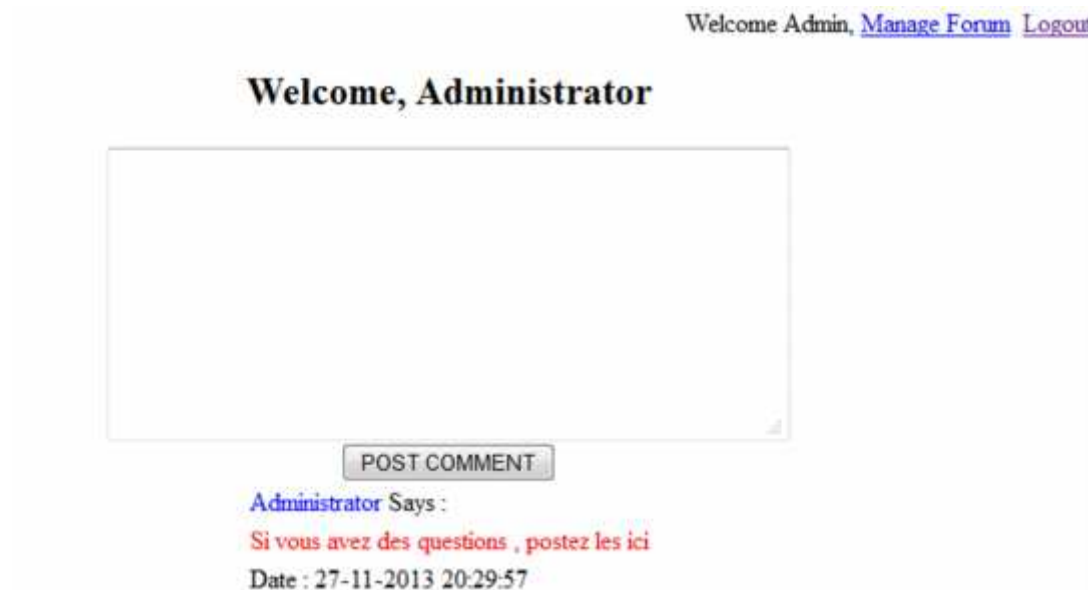 Welcome Admin, Manage Forum Logout
Welcome, Administrator
POST COMMENT
Administrator Says :
Si vous avez des questions , postez les ici
Date : 27-11-2013 20:29:57